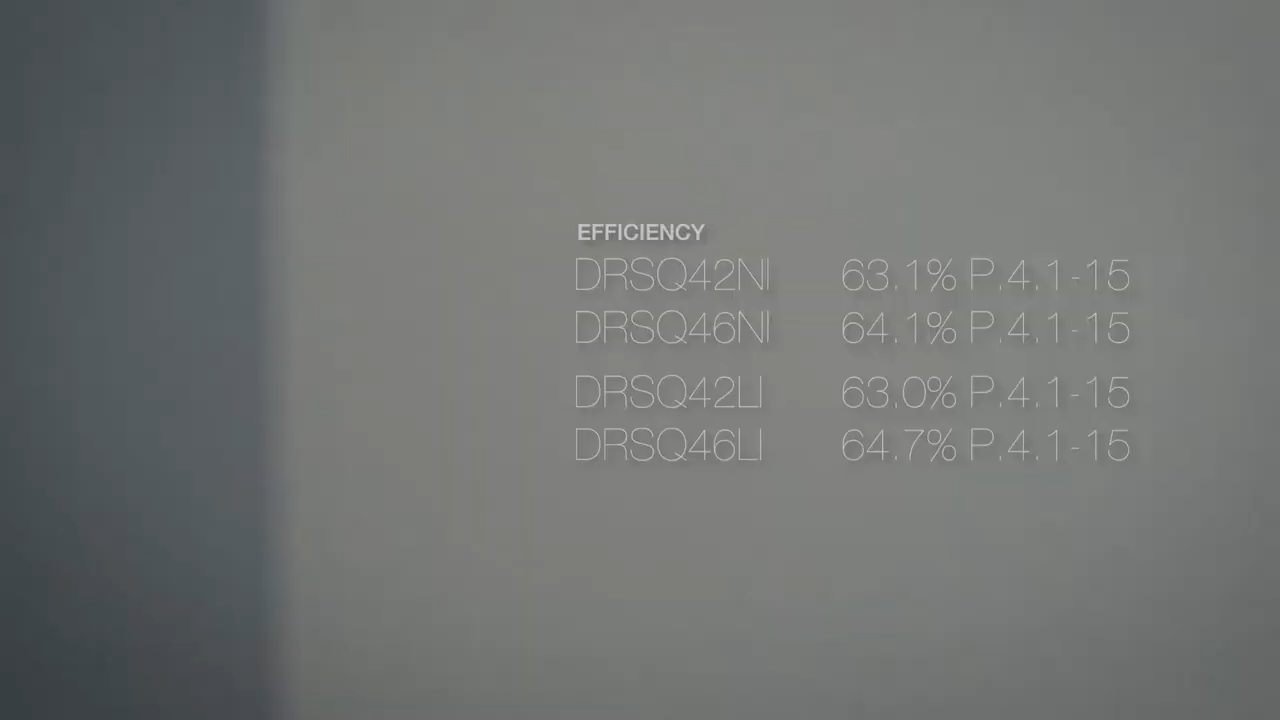 EFFICIENCY
DRSQ42NI 63.1% P.4.1-15
DRSQ46NI 64.1% P.4.1-15
DRSQ42LI 63.0% P.4.1-15
DRSQ46LI 64.7% P.4.1-15